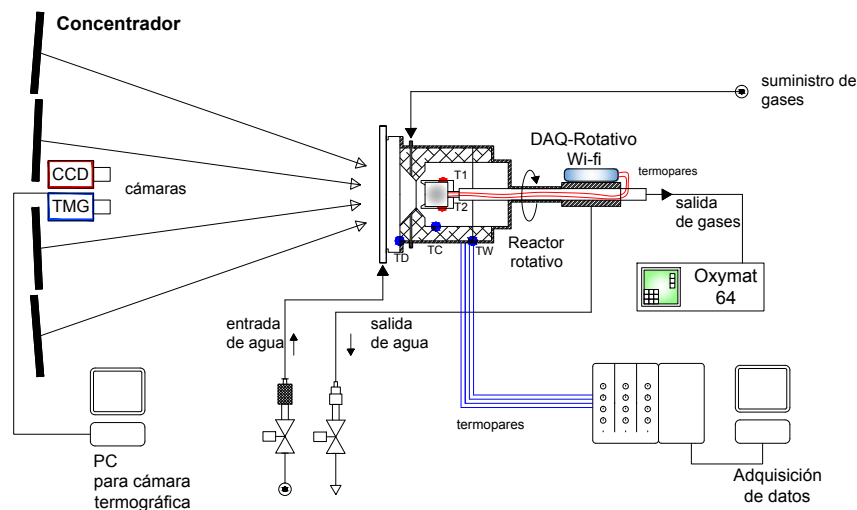 Concentrador
suministro de
gases
DAQ-Rotativo
Wi-fi
termopares
CCD
cámaras
TMG
T1
T2
salida
de gases
Reactor
rotativo
TD
TC
TW
Oxymat
64
entrada
de agua
salida
de agua
termopares
PC
para cámara
termográfica
Adquisición
de datos